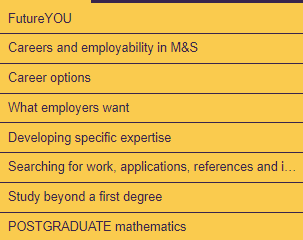 FutureYOU
Careers and employability in M&S
Career options
What employers want
Developing specific expertise
Searching for work, applications, references and i...
Study beyond a first degree
POSTGRADUATE mathematics